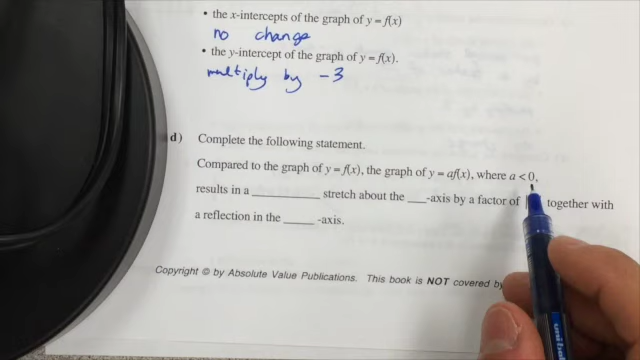 • the x-intercepts of the graph of y = f(x)
no change
• the y-intercept of the graph of y = f(x).
multiply by -3
d) Complete the following statement.
Compared to the graph of y = f(x), the graph of y = af(x), where a < 0,
results in a ____________ stretch about the ___-axis by a factor of together with
a reflection in the _____ -axis.
Copyright © by Absolute Value Publications. This book is NOT covered by
uni